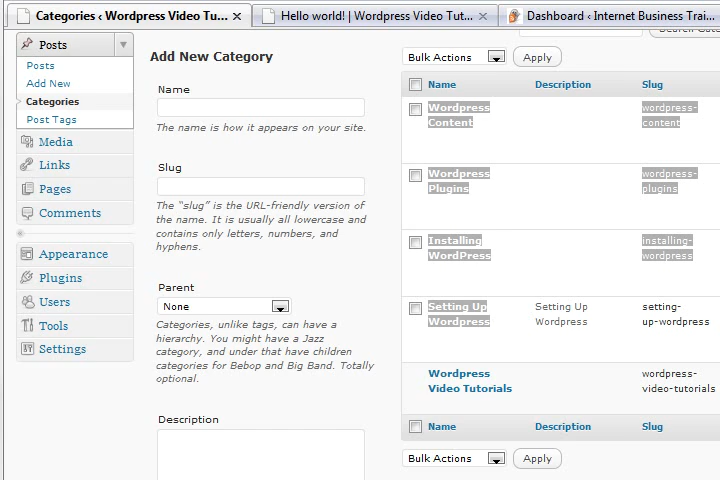 Categories ‹ Wordpress Video Tu...
Hello world! | Wordpress Video Tut...
Dashboard ‹ Internet Business Trai...
Posts
Posts
Add New
Categories
Post Tags
Media
Links
Pages
Comments
Appearance
Plugins
Users
Tools
Settings
Add New Category
Name
The name is how it appears on your site.
Slug
The “slug” is the URL-friendly version of
the name. It is usually all lowercase and
contains only letters, numbers, and
hyphens.
Parent
None
Categories, unlike tags, can have a
hierarchy. You might have a Jazz
category, and under that have children
categories for Bebop and Big Band. Totally
optional.
Description
Bulk Actions
Apply
Name Description Slug
Wordpress wordpress-
Content content
Wordpress wordpress-
Plugins plugins
Installing installing-
WordPress wordpress
Setting Up Setting Up setting-
Wordpress Wordpress up-wordpress
Wordpress wordpress-
Video Tutorials video-tutorials
Name Description Slug
Bulk Actions
Apply